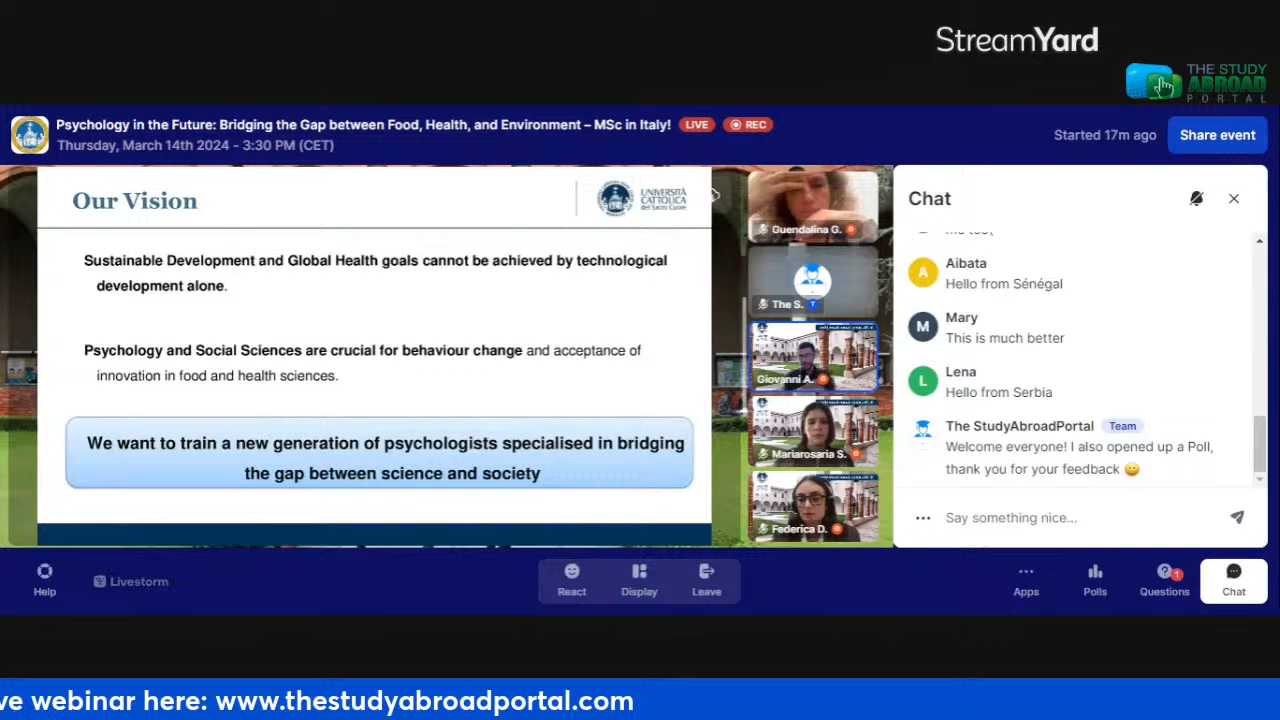 StreamYard
THE STUDY
ABROAD
PORTAL
Psychology in the Future: Bridging the Gap between Food, Health, and Environment – MSc in Italy! LIVE REC
Thursday, March 14th 2024 - 3:30 PM (CET)
Started 17m ago
Share event
Our Vision
UNIVERSITÀ
CATTOLICA
del Sacro Cuore
Sustainable Development and Global Health goals cannot be achieved by technological
development alone.
Psychology and Social Sciences are crucial for behaviour change and acceptance of
innovation in food and health sciences.
We want to train a new generation of psychologists specialised in bridging
the gap between science and society
Guendalina G.
The S. T
Giovanni A.
Mariarosaria S.
Federica D.
Chat
A
Aibata
Hello from Sénégal
M
Mary
This is much better
L
Lena
Hello from Serbia
The StudyAbroadPortal Team
Welcome everyone! I also opened up a Poll,
thank you for your feedback 😀
Say something nice...
Help
Livestorm
React
Display
Leave
Apps
Polls
Questions
1
Chat
ve webinar here: www.thestudyabroadportal.com